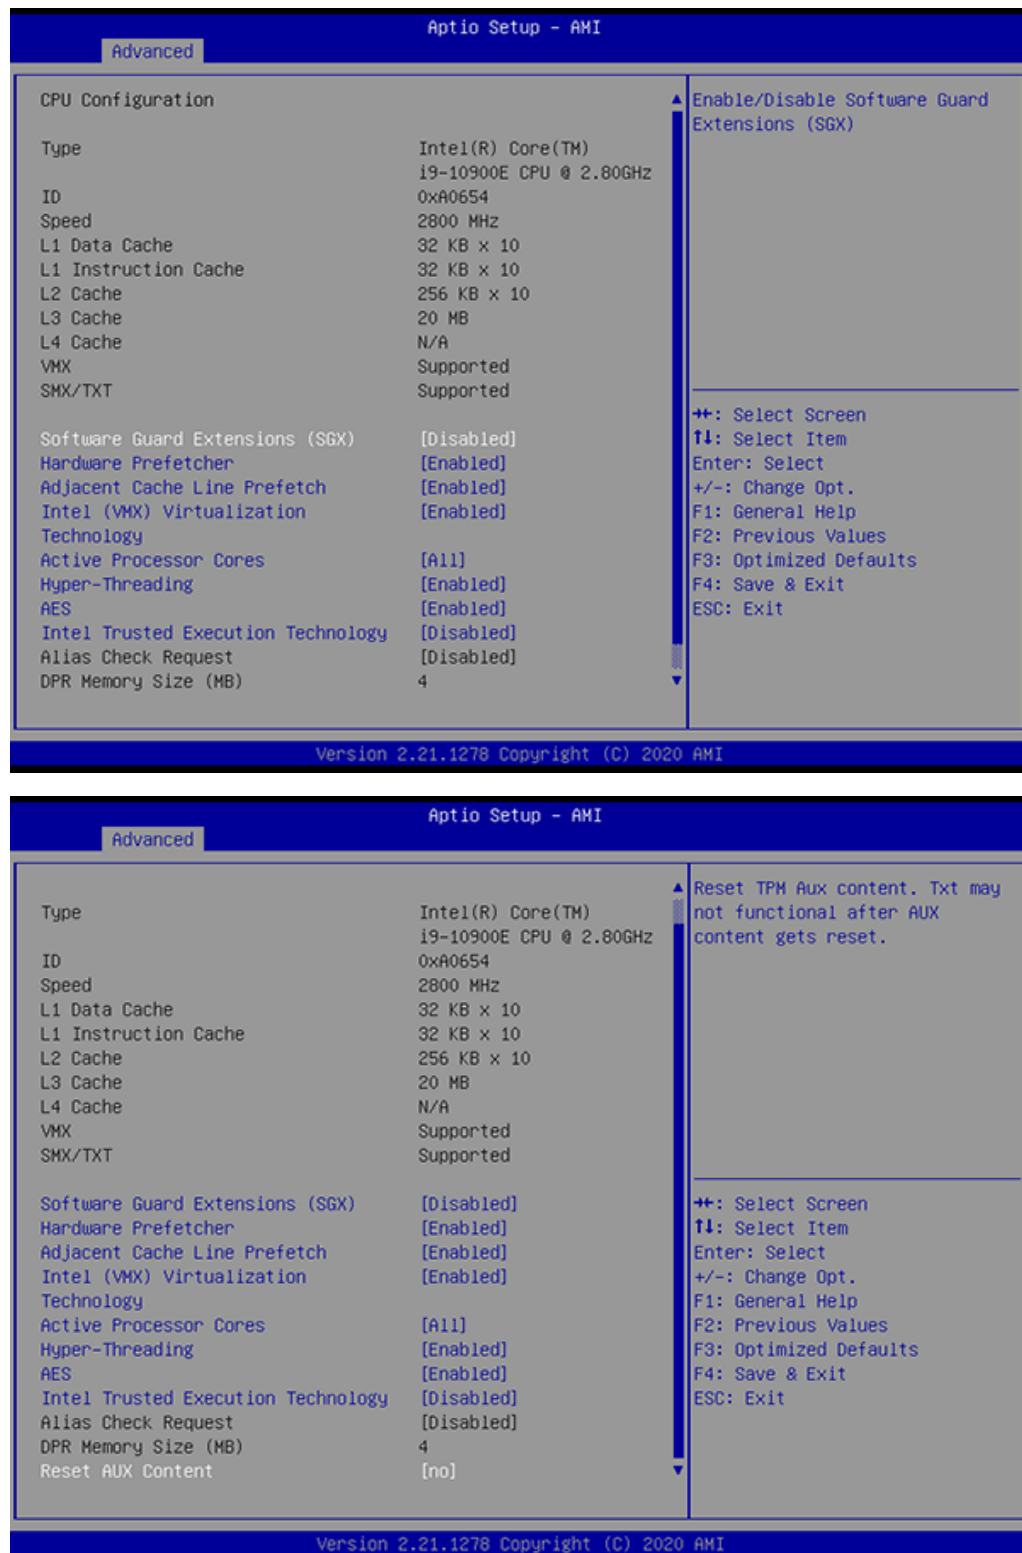 Aptio Setup - AMI
Advanced
CPU Configuration
Type Intel(R) Core(TM)
i9-10900E CPU @ 2.80GHz
ID 0xA0654
Speed 2800 MHz
L1 Data Cache 32 KB x 10
L1 Instruction Cache 32 KB x 10
L2 Cache 256 KB x 10
L3 Cache 20 MB
L4 Cache N/A
VMX Supported
SMX/TXT Supported
Software Guard Extensions (SGX) [Disabled]
Hardware Prefetcher [Enabled]
Adjacent Cache Line Prefetch [Enabled]
Intel (VMX) Virtualization [Enabled]
Technology
Active Processor Cores [All]
Hyper-Threading [Enabled]
AES [Enabled]
Intel Trusted Execution Technology [Disabled]
Alias Check Request [Disabled]
DPR Memory Size (MB) 4
Enable/Disable Software Guard
Extensions (SGX)
→←: Select Screen
↑↓: Select Item
Enter: Select
+/-: Change Opt.
F1: General Help
F2: Previous Values
F3: Optimized Defaults
F4: Save & Exit
ESC: Exit
Version 2.21.1278 Copyright (C) 2020 AMI
Aptio Setup - AMI
Advanced
Type Intel(R) Core(TM)
i9-10900E CPU @ 2.80GHz
ID 0xA0654
Speed 2800 MHz
L1 Data Cache 32 KB x 10
L1 Instruction Cache 32 KB x 10
L2 Cache 256 KB x 10
L3 Cache 20 MB
L4 Cache N/A
VMX Supported
SMX/TXT Supported
Software Guard Extensions (SGX) [Disabled]
Hardware Prefetcher [Enabled]
Adjacent Cache Line Prefetch [Enabled]
Intel (VMX) Virtualization [Enabled]
Technology
Active Processor Cores [All]
Hyper-Threading [Enabled]
AES [Enabled]
Intel Trusted Execution Technology [Disabled]
Alias Check Request [Disabled]
DPR Memory Size (MB) 4
Reset AUX Content [no]
Reset TPM Aux content. Txt may
not functional after AUX
content gets reset.
→←: Select Screen
↑↓: Select Item
Enter: Select
+/-: Change Opt.
F1: General Help
F2: Previous Values
F3: Optimized Defaults
F4: Save & Exit
ESC: Exit
Version 2.21.1278 Copyright (C) 2020 AMI